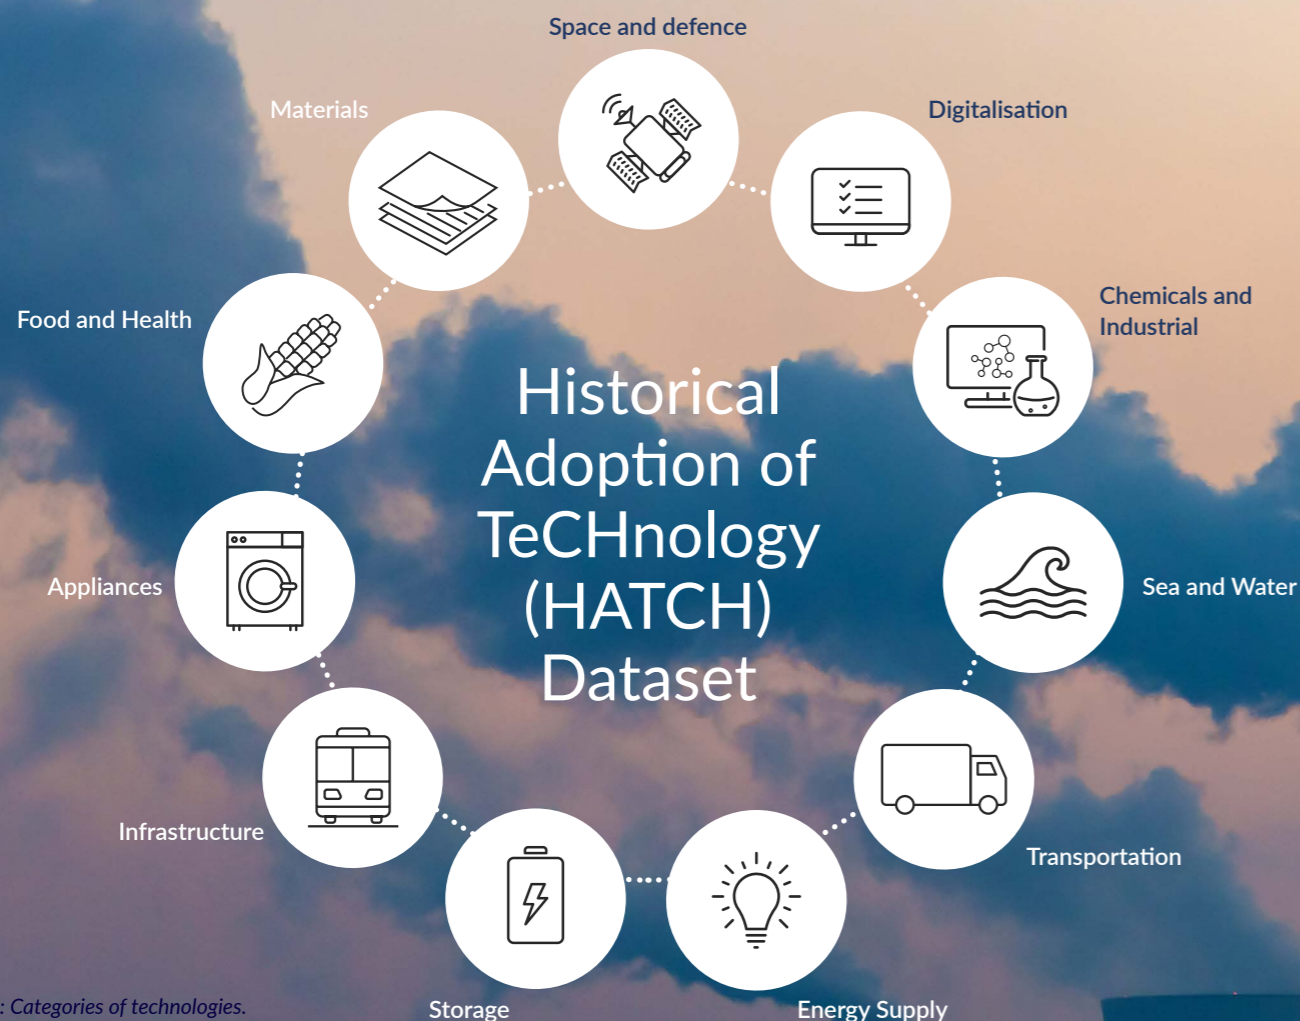 Space and defence
Materials
Digitalisation
Chemicals and
Industrial
Food and Health
Historical
Adoption of
TeCHnology
(HATCH)
Dataset
Appliances
Sea and Water
Infrastructure
Transportation
Storage
Energy Supply
: Categories of technologies.